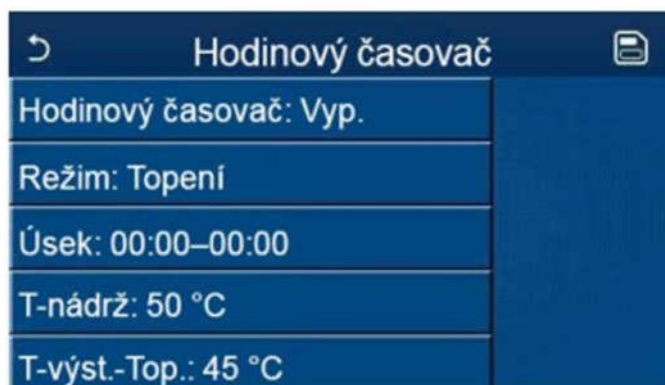 Hodinový časovač
Hodinový časovač: Vyp.
Režim: Topení
Úsek: 00:00–00:00
T-nádrž: 50 °C
T-výst.-Top.: 45 °C